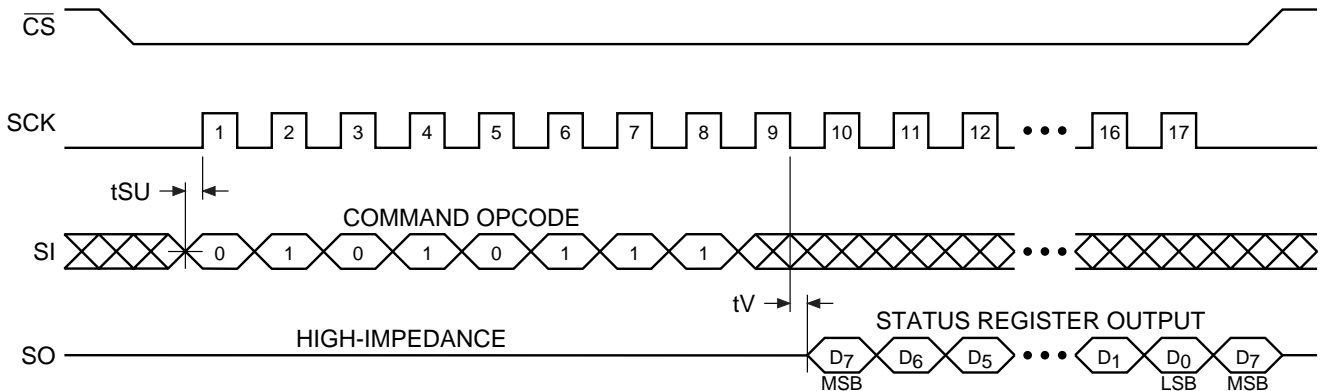 CS
SCK 1 2 3 4 5 6 7 8 9 10 11 12 ••• 16 17
tSU
COMMAND OPCODE
SI 0 1 0 1 0 1 1 1 •••
tV
HIGH-IMPEDANCE STATUS REGISTER OUTPUT
SO D7 D6 D5 ••• D1 D0 D7
MSB LSB MSB